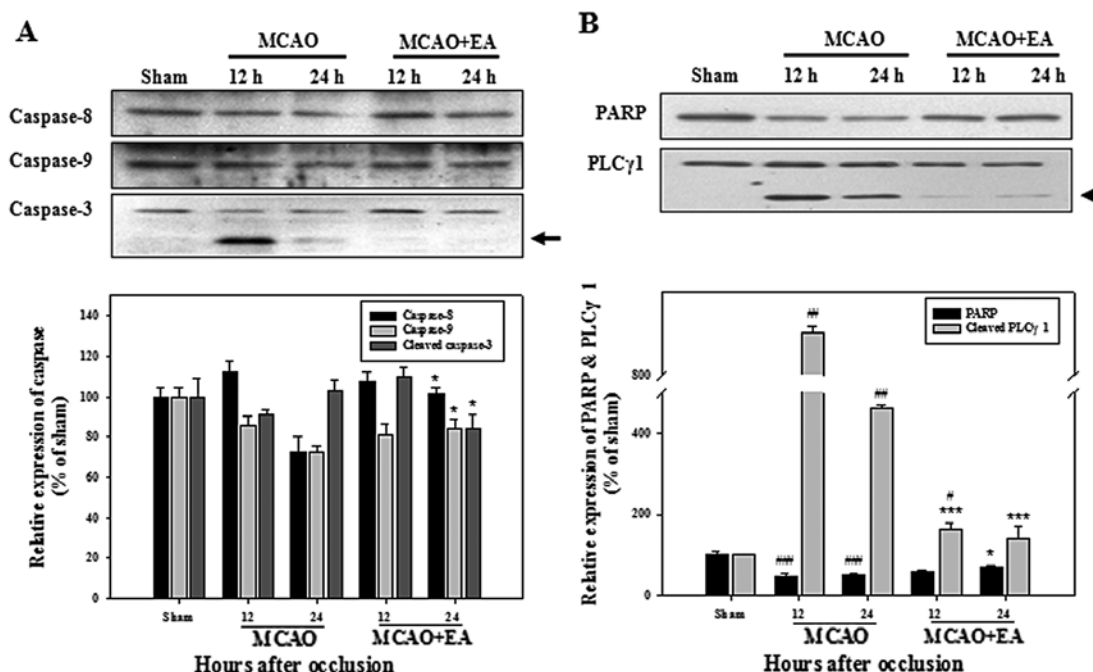 A
MCAO MCAO+EA
Sham 12 h 24 h 12 h 24 h
Caspase-8
Caspase-9
Caspase-3
Relative expression of caspase
(% of sham)
140
120
100
80
60
40
20
0
Caspase-8
Caspase-9
Cleaved caspase-3
*
*
*
Sham 12 24 12 24
MCAO MCAO+EA
Hours after occlusion
B
MCAO MCAO+EA
Sham 12 h 24 h 12 h 24 h
PARP
PLCγ1
Relative expression of PARP & PLCγ 1
(% of sham)
800
400
200
0
PARP
Cleaved PLCγ 1
##
#
***
***
*
Sham 12 24 12 24
MCAO MCAO+EA
Hours after occlusion